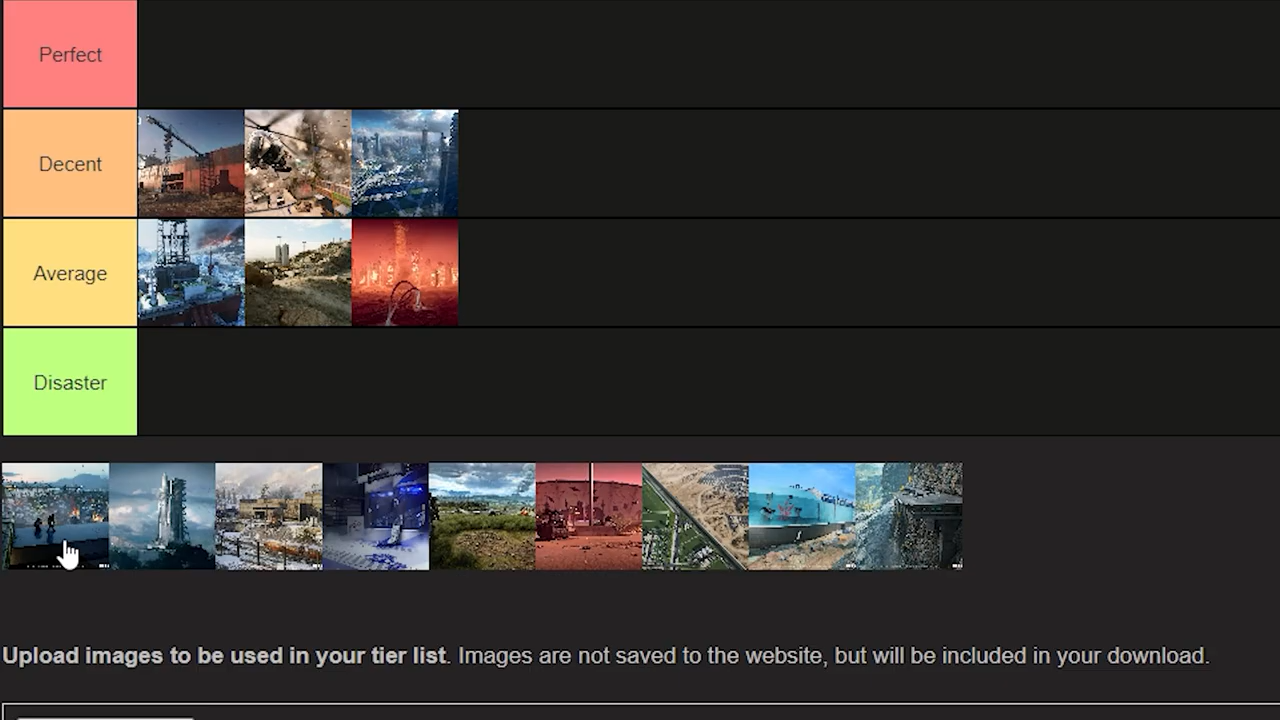 Perfect
Decent
Average
Disaster
Upload images to be used in your tier list. Images are not saved to the website, but will be included in your download.